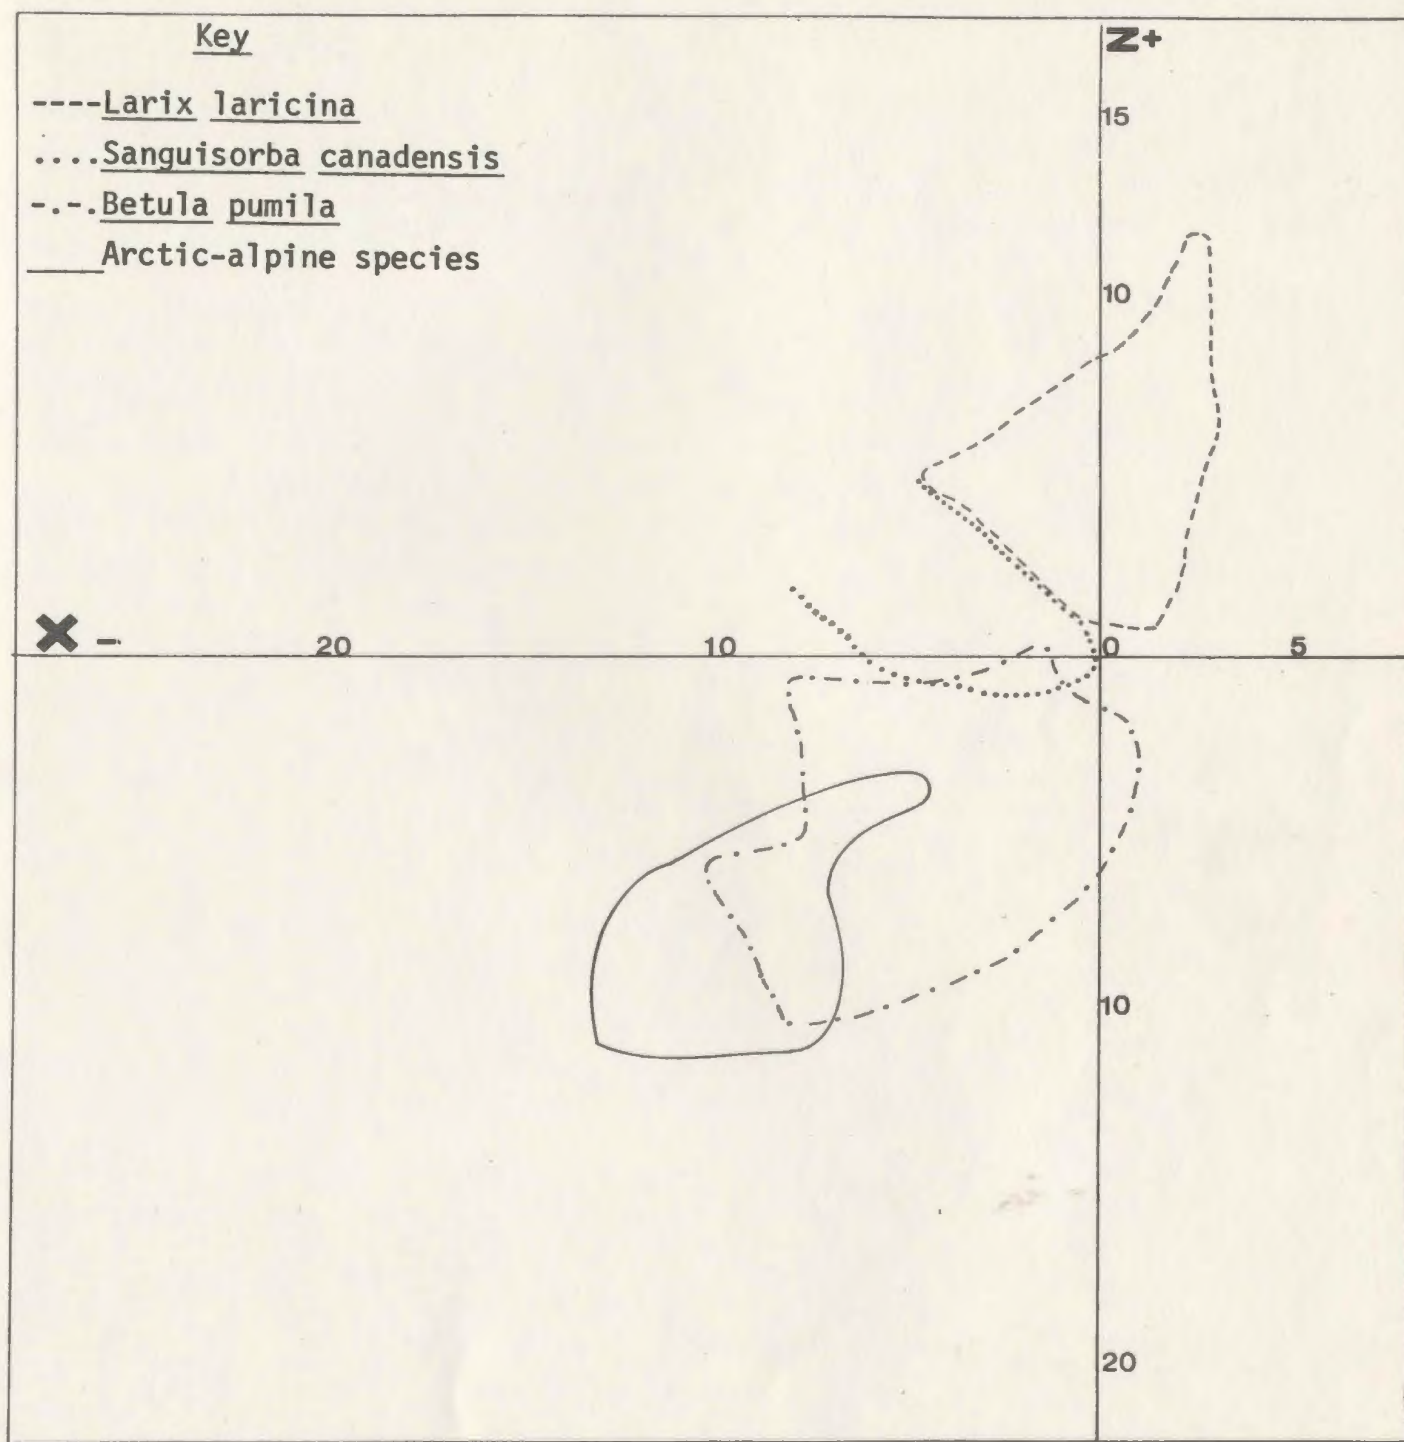 Key
----Larix laricina
....Sanguisorba canadensis
-.-.Betula pumila
____Arctic-alpine species
Z+
15
10
X -
20
10
0
5
10
20